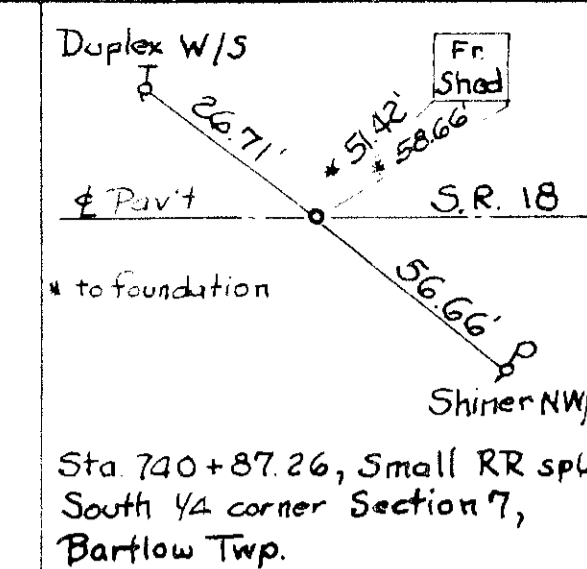 Duplex W/S
Fr.
Shed
26.71'
* 51.42'
* 58.66'
℄ Pav't
S.R. 18
* to foundation
56.66'
Shiner NW/
Sta. 740+87.26, Small RR spi
South 1/4 corner Section 7,
Bartlow Twp.